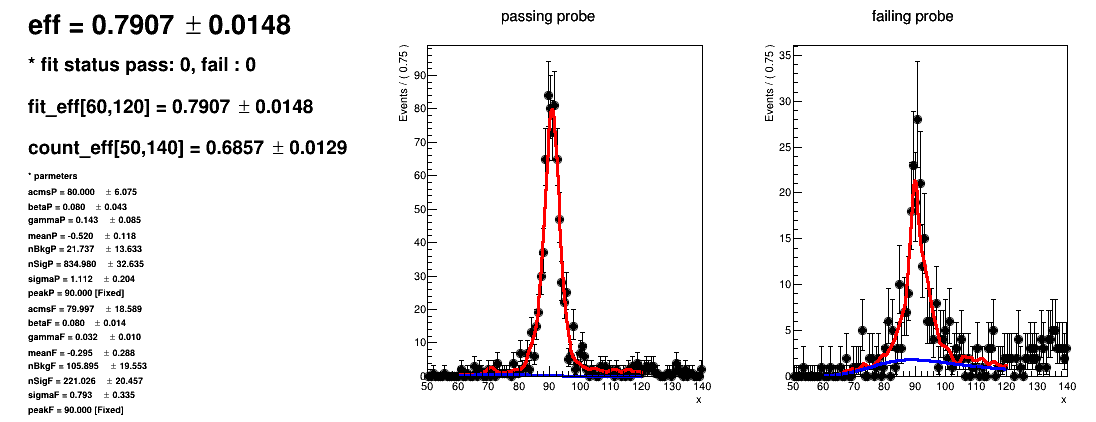 eff = 0.7907 ± 0.0148
* fit status pass: 0, fail : 0
fit_eff[60,120] = 0.7907 ± 0.0148
count_eff[50,140] = 0.6857 ± 0.0129
* parmeters
acmsP = 80.000 ± 6.075
betaP = 0.080 ± 0.043
gammaP = 0.143 ± 0.085
meanP = -0.520 ± 0.118
nBkgP = 21.737 ± 13.633
nSigP = 834.980 ± 32.635
sigmaP = 1.112 ± 0.204
peakP = 90.000 [Fixed]
acmsF = 79.997 ± 18.589
betaF = 0.080 ± 0.014
gammaF = 0.032 ± 0.010
meanF = -0.295 ± 0.288
nBkgF = 105.895 ± 19.553
nSigF = 221.026 ± 20.457
sigmaF = 0.793 ± 0.335
peakF = 90.000 [Fixed]
passing probe
Events / ( 0.75 )
90
80
70
60
50
40
30
20
10
0
50 60 70 80 90 100 110 120 130 140
x
failing probe
Events / ( 0.75 )
35
30
25
20
15
10
5
0
50 60 70 80 90 100 110 120 130 140
x